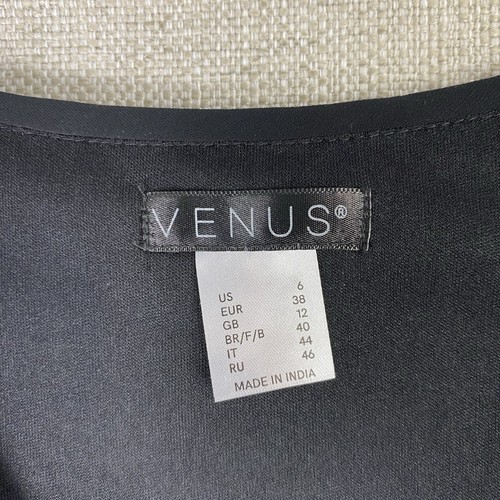 VENUS®
US 6
EUR 38
GB 12
BR/F/B 40
IT 44
RU 46
MADE IN INDIA